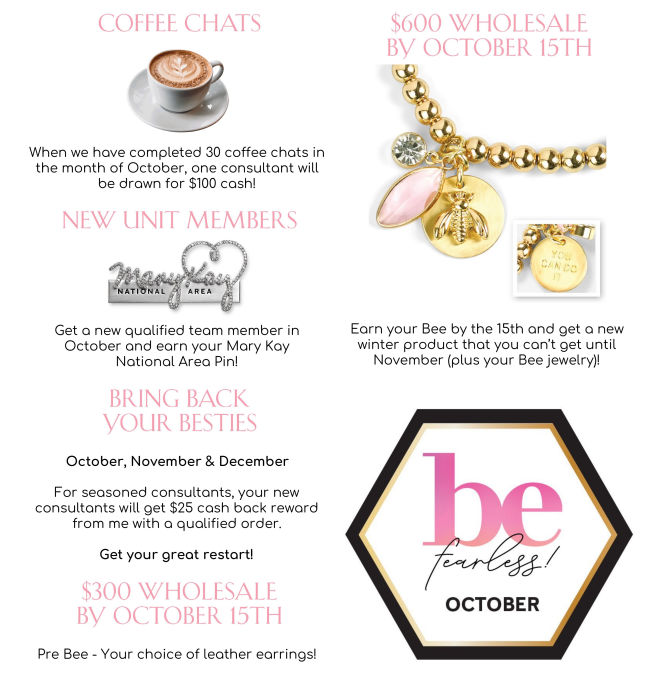 COFFEE CHATS
When we have completed 30 coffee chats in
the month of October, one consultant will
be drawn for $100 cash!
NEW UNIT MEMBERS
Mary Kay
NATIONAL AREA
Get a new qualified team member in
October and earn your Mary Kay
National Area Pin!
BRING BACK
YOUR BESTIES
October, November & December
For seasoned consultants, your new
consultants will get $25 cash back reward
from me with a qualified order.
Get your great restart!
$300 WHOLESALE
BY OCTOBER 15TH
Pre Bee - Your choice of leather earrings!
$600 WHOLESALE
BY OCTOBER 15TH
YOU
CAN DO
IT
Earn your Bee by the 15th and get a new
winter product that you can't get until
November (plus your Bee jewelry)!
be
fearless!
OCTOBER